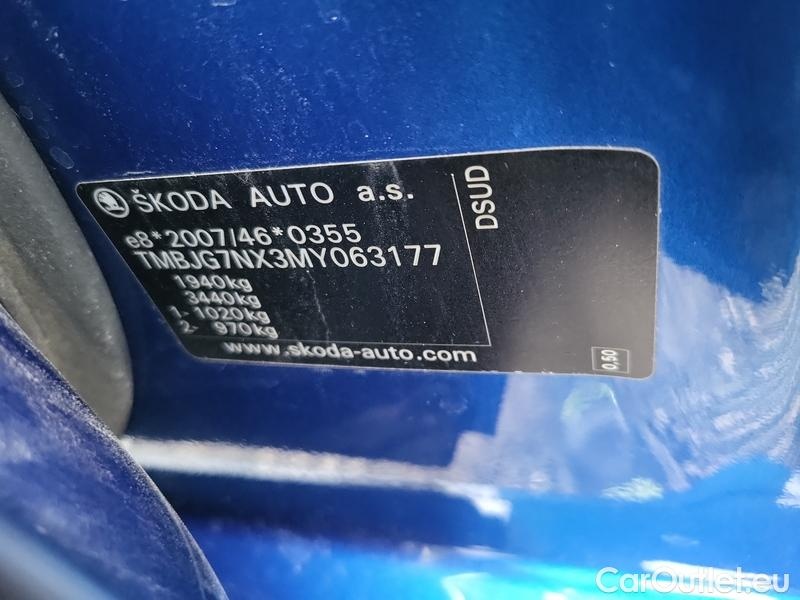 ŠKODA AUTO a.s.
e8*2007/46*0355
TMBJG7NX3MY063177
1940kg
3440kg
1- 1020kg
2- 970kg
www.skoda-auto.com
DSUD
0,50
CarOutlet.eu